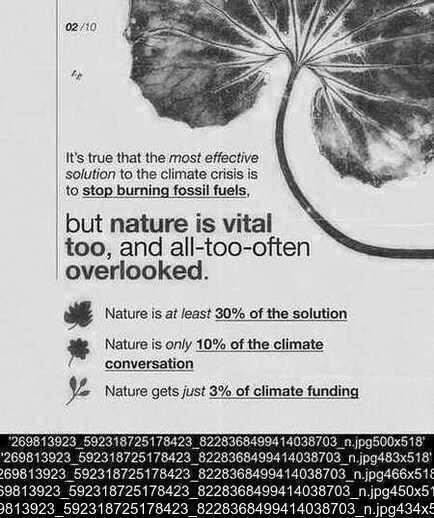 02 /10
It's true that the most effective
solution to the climate crisis is
to stop burning fossil fuels,
but nature is vital
too, and all-too-often
overlooked.
Nature is at least 30% of the solution
Nature is only 10% of the climate
conversation
Nature gets just 3% of climate funding
'269813923_592318725178423_8228368499414038703_n.jpg500x518'
'269813923_592318725178423_8228368499414038703_n.jpg483x518'
269813923_592318725178423_8228368499414038703_n.jpg466x518
69813923_592318725178423_8228368499414038703_n.jpg450x51
69813923_592318725178423_8228368499414038703_n.jpg434x5